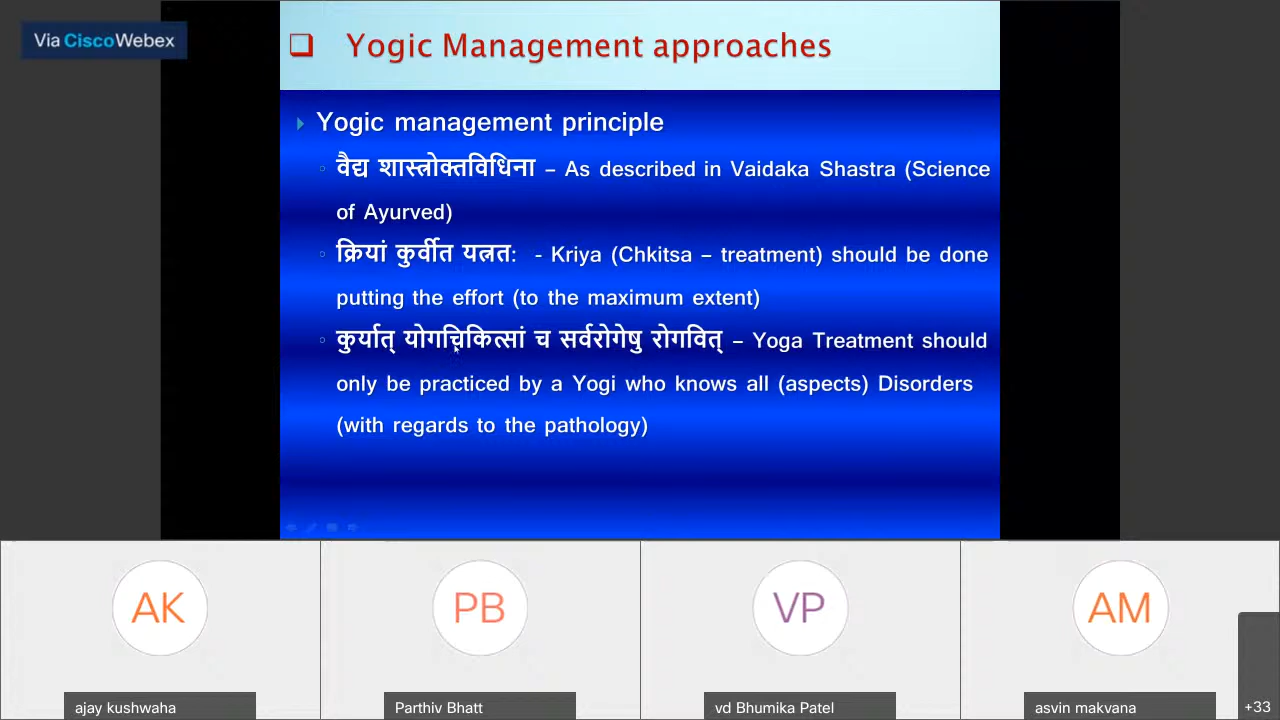 Via Cisco Webex
❑ Yogic Management approaches
Yogic management principle
वैद्य शास्त्रोक्तविधिना – As described in Vaidaka Shastra (Science
of Ayurved)
क्रियां कुर्वीत यत्नत: - Kriya (Chkitsa – treatment) should be done
putting the effort (to the maximum extent)
कुर्यात् योगचिकित्सां च सर्वरोगेषु रोगवित् – Yoga Treatment should
only be practiced by a Yogi who knows all (aspects) Disorders
(with regards to the pathology)
AK
PB
VP
AM
ajay kushwaha
Parthiv Bhatt
vd Bhumika Patel
asvin makvana
+33